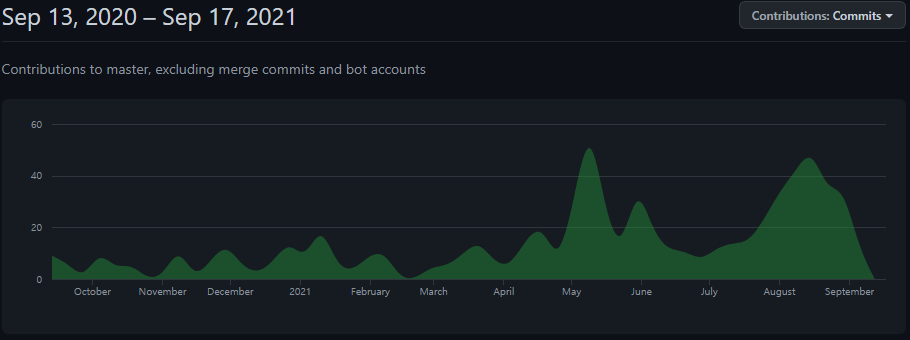 Sep 13, 2020 – Sep 17, 2021
Contributions: Commits
Contributions to master, excluding merge commits and bot accounts
60
40
20
0
October November December 2021 February March April May June July August September